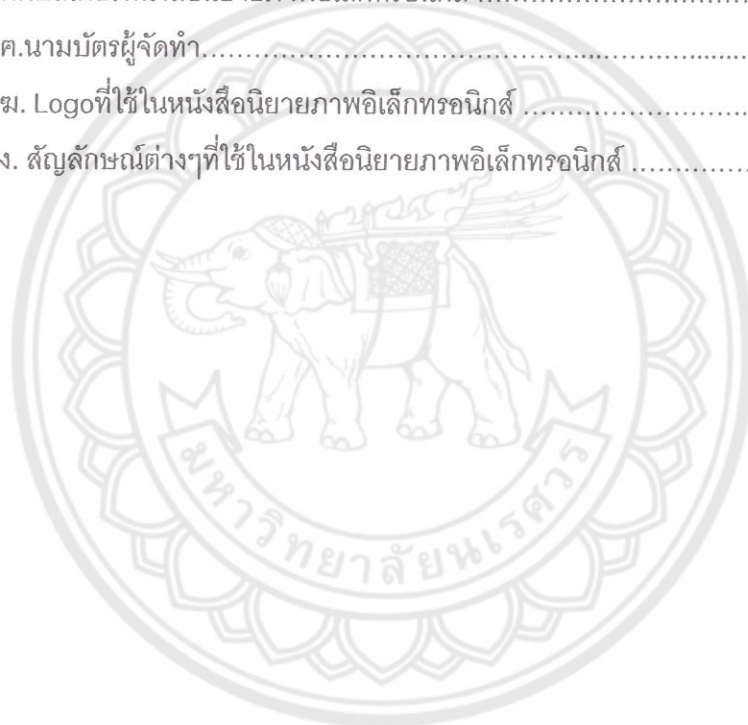 ค.นามบัตรผู้จัดทำ
ฆ. Logoที่ใช้ในหนังสือนิยายภาพอิเล็กทรอนิกส์
ง. สัญลักษณ์ต่างๆที่ใช้ในหนังสือนิยายภาพอิเล็กทรอนิกส์
มหาวิทยาลัยนเรศวร